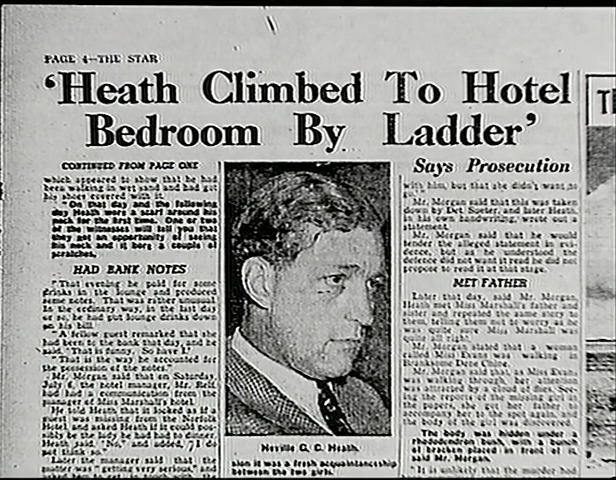 PAGE 4—THE STAR
'Heath Climbed To Hotel
Bedroom By Ladder'
CONTINUED FROM PAGE ONE
which appeared to show that he had
been walking in wet sand and had got
his shoes covered with it.
"On that day and the following
day Heath wore a scarf around his
neck for the first time. One or two
of the witnesses will tell you that
they got an opportunity of seeing
his neck and it bore a couple of
scratches.
HAD BANK NOTES
"That evening he paid for some
drinks in the lounge and produced
some notes. That was rather unusual.
In the ordinary way, in the last day
or so, he had put lounge drinks down
on his bill.
"A fellow guest remarked that she
had been to the bank that day, and he
said, "That is funny. So have I."
"That is the way he accounted for
the possession of the notes."
Mr. Morgan said that on Saturday,
July 6, the hotel manager, Mr. Relf,
had had a communication from the
manager of Miss Marshall's hotel.
He told Heath that it looked as if a
guest was missing from the Norfolk
Hotel, and asked Heath if it could pos-
sibly be the lady he had had to dinner.
Heath said, "No," and added, "I do
not think so."
Later the manager said that the
matter was "getting very serious," and
asked him to get in touch with the
Neville G. C. Heath.
sion it was a fresh acquaintanceship
between the two girls.
Says Prosecution
with him, but that she didn't want to
go."
Mr. Morgan said that this was taken
down by Det. Souter, and later Heath,
in his own handwriting, wrote out a
statement.
Mr. Morgan said that he would
tender the alleged statement in evi-
dence, but as he understood the
defence did not want it read he did not
propose to read it at that stage.
MET FATHER
Later that day, said Mr. Morgan,
Heath met Miss Marshall's father and
sister and repeated the same story to
them, telling them not to worry as he
was quite sure Miss Marshall was
quite all right.
Mr. Morgan stated that a woman
called Miss Evans was walking in
Branksome Dene Chine.
Mr. Morgan said that as Miss Evans
was walking through, her attention
was attracted by a cloud of flies. See-
ing the reports of the missing girl in
the papers, she got her father to
accompany her to the spot again, and
the body of the girl was discovered.
The body was hidden under a
rhododendron bush, with a bunch
of bracken placed in front of it,
said Mr. Morgan.
"It is unlikely that the murder had